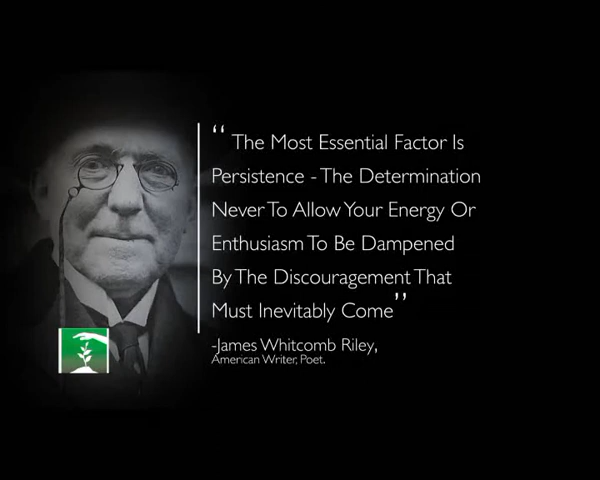 “ The Most Essential Factor Is
Persistence - The Determination
Never To Allow Your Energy Or
Enthusiasm To Be Dampened
By The Discouragement That
Must Inevitably Come”
-James Whitcomb Riley,
American Writer, Poet.